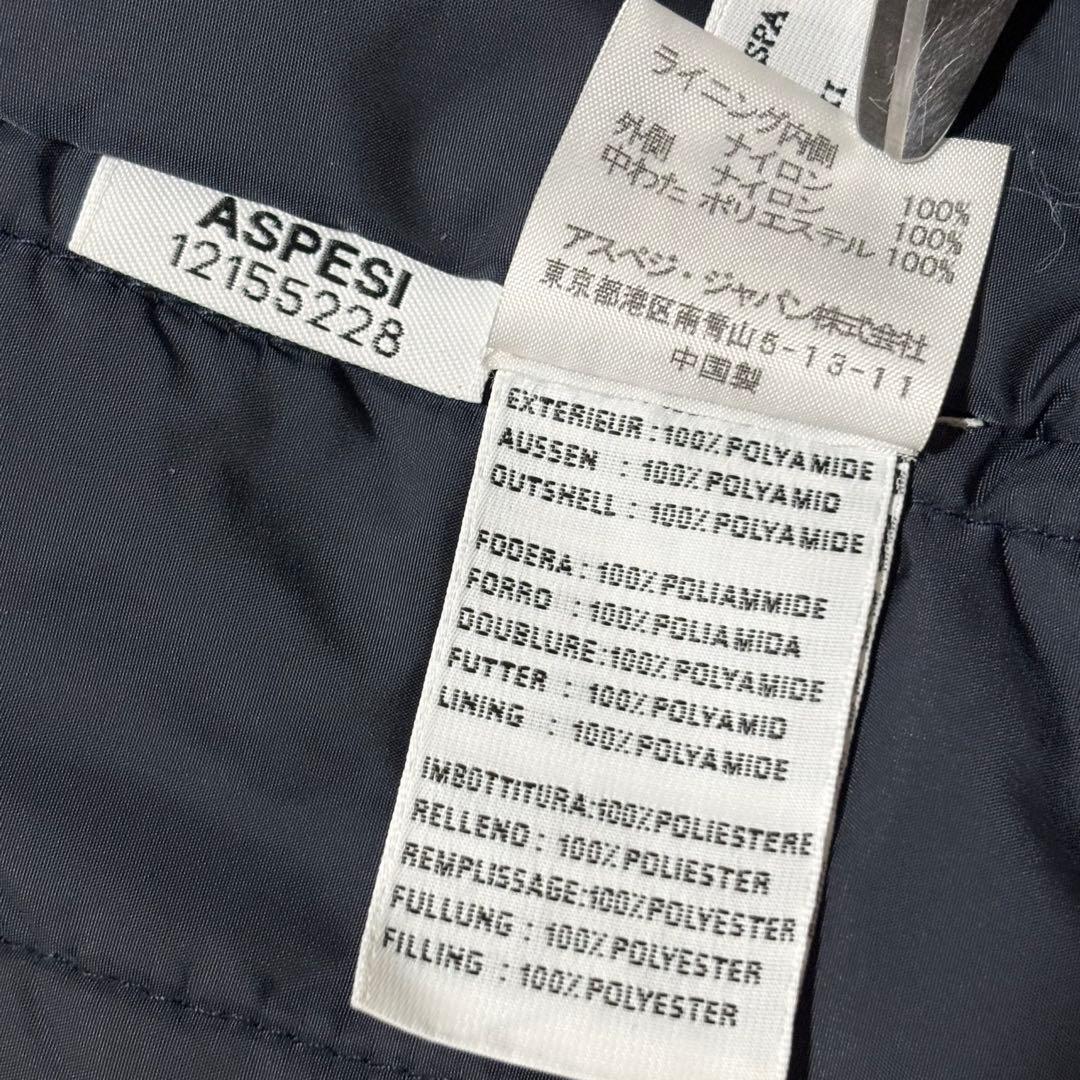 SPA
ライニング内側
外側 ナイロン 100%
ナイロン 100%
中わた ポリエステル 100%
アスペジ・ジャパン株式会社
東京都港区南青山5-13-11
中国製
ASPESI
12155228
EXTERIEUR:100%POLYAMIDE
AUSSEN : 100%POLYAMID
OUTSHELL : 100%POLYAMIDE
FODERA:100%POLIAMMIDE
FORRO :100%POLIAMIDA
DOUBLURE:100%POLYAMIDE
FUTTER : 100%POLYAMID
LINING : 100%POLYAMIDE
IMBOTTITURA:100%POLIESTERE
RELLENO : 100%POLIESTER
REMPLISSAGE:100%POLYESTER
FULLUNG : 100%POLYESTER
FILLING : 100%POLYESTER